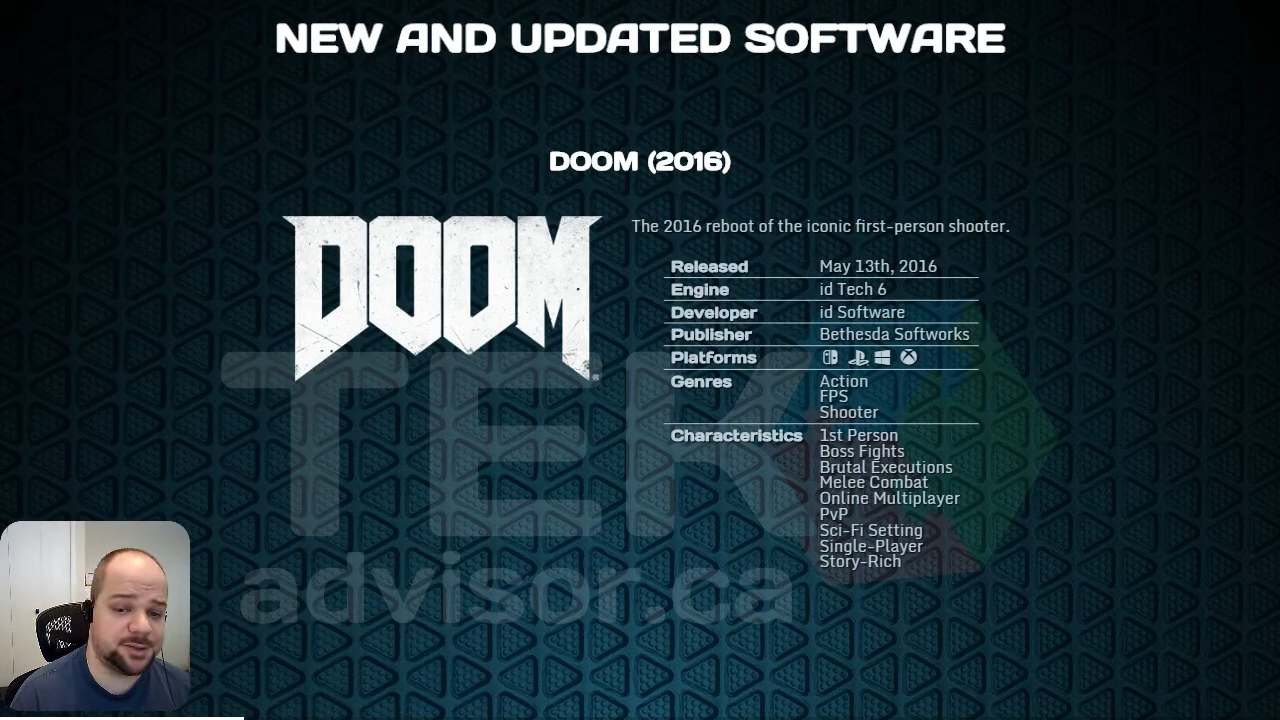 NEW AND UPDATED SOFTWARE
DOOM (2016)
DOOM
®
The 2016 reboot of the iconic first-person shooter.
Released May 13th, 2016
Engine id Tech 6
Developer id Software
Publisher Bethesda Softworks
Platforms
Genres Action
FPS
Shooter
Characteristics 1st Person
Boss Fights
Brutal Executions
Melee Combat
Online Multiplayer
PvP
Sci-Fi Setting
Single-Player
Story-Rich
TEK
advisor.ca